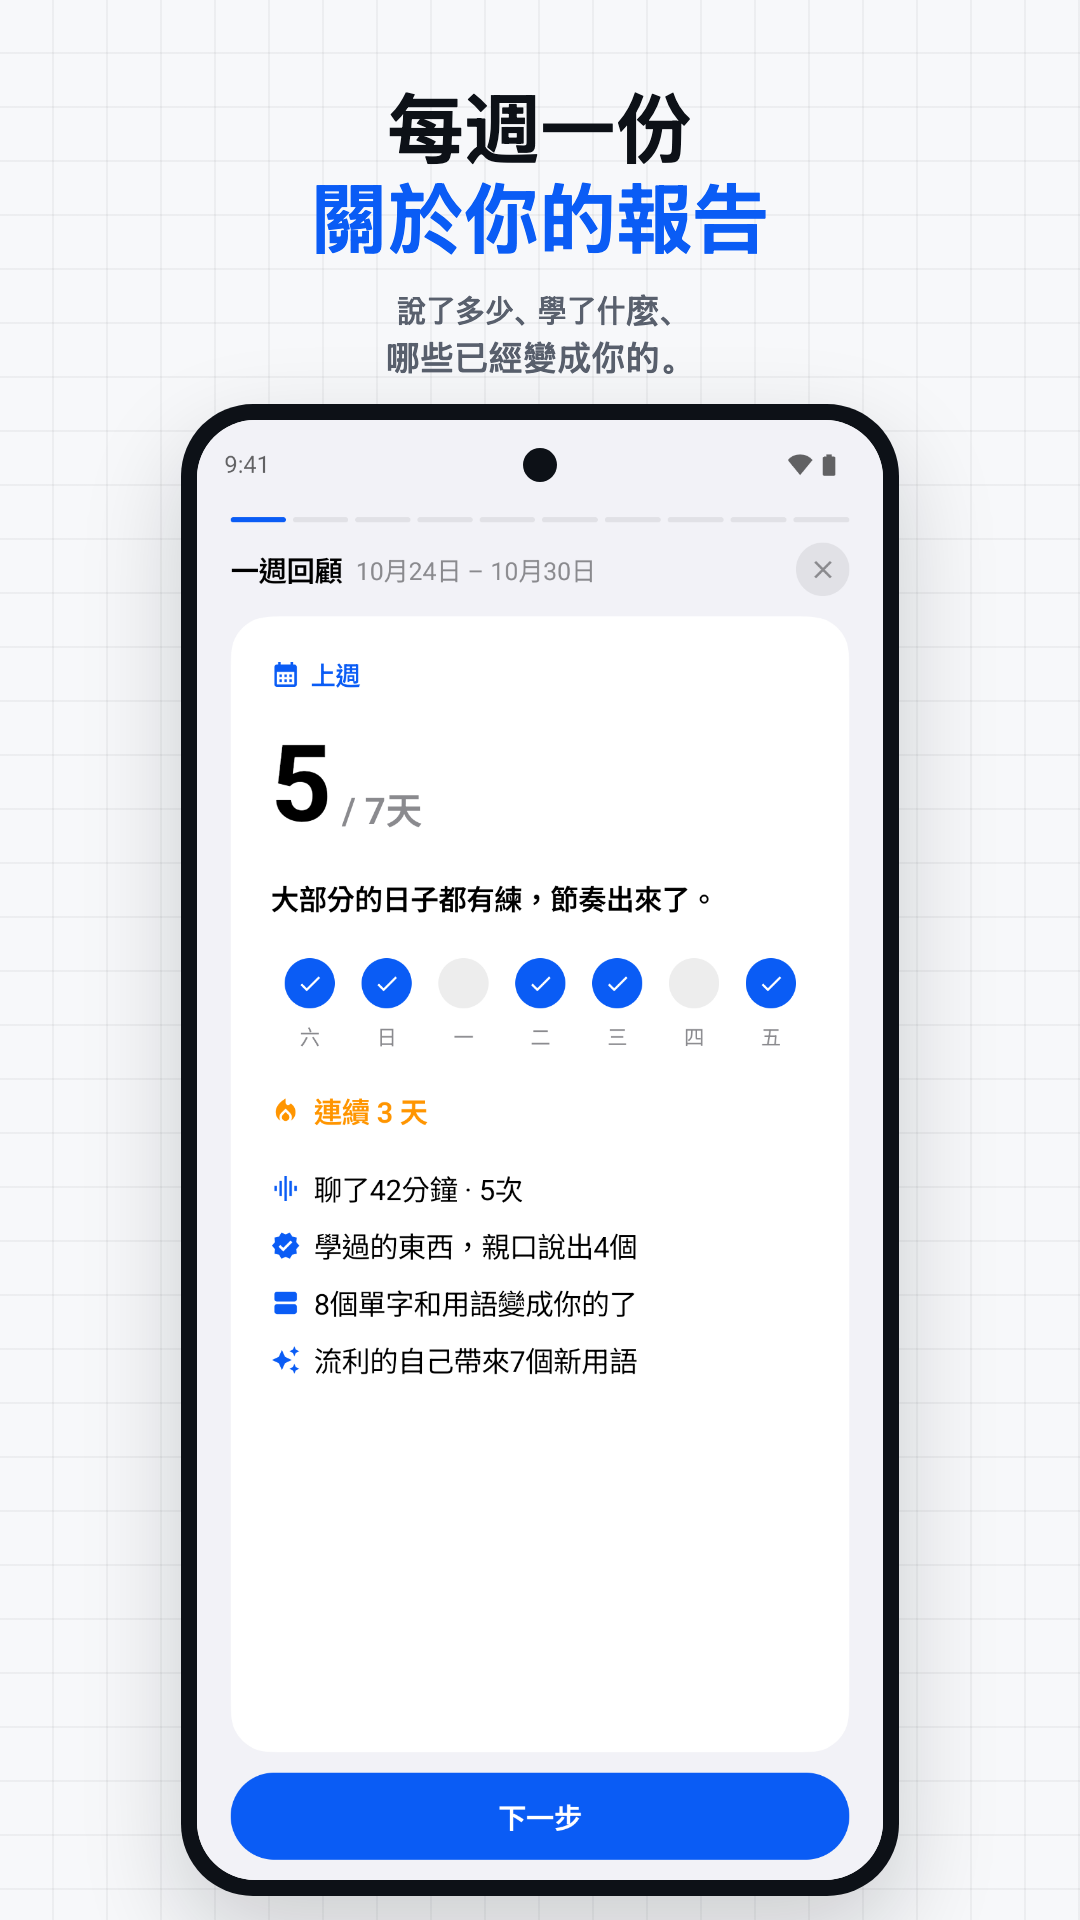 每週一份
關於你的報告
說了多少、學了什麼、
哪些已經變成你的。
9:41
一週回顧 10月24日 – 10月30日
上週
5 / 7天
大部分的日子都有練，節奏出來了。
六 日 一 二 三 四 五
連續 3 天
聊了42分鐘 · 5次
學過的東西，親口說出4個
8個單字和用語變成你的了
流利的自己帶來7個新用語
下一步